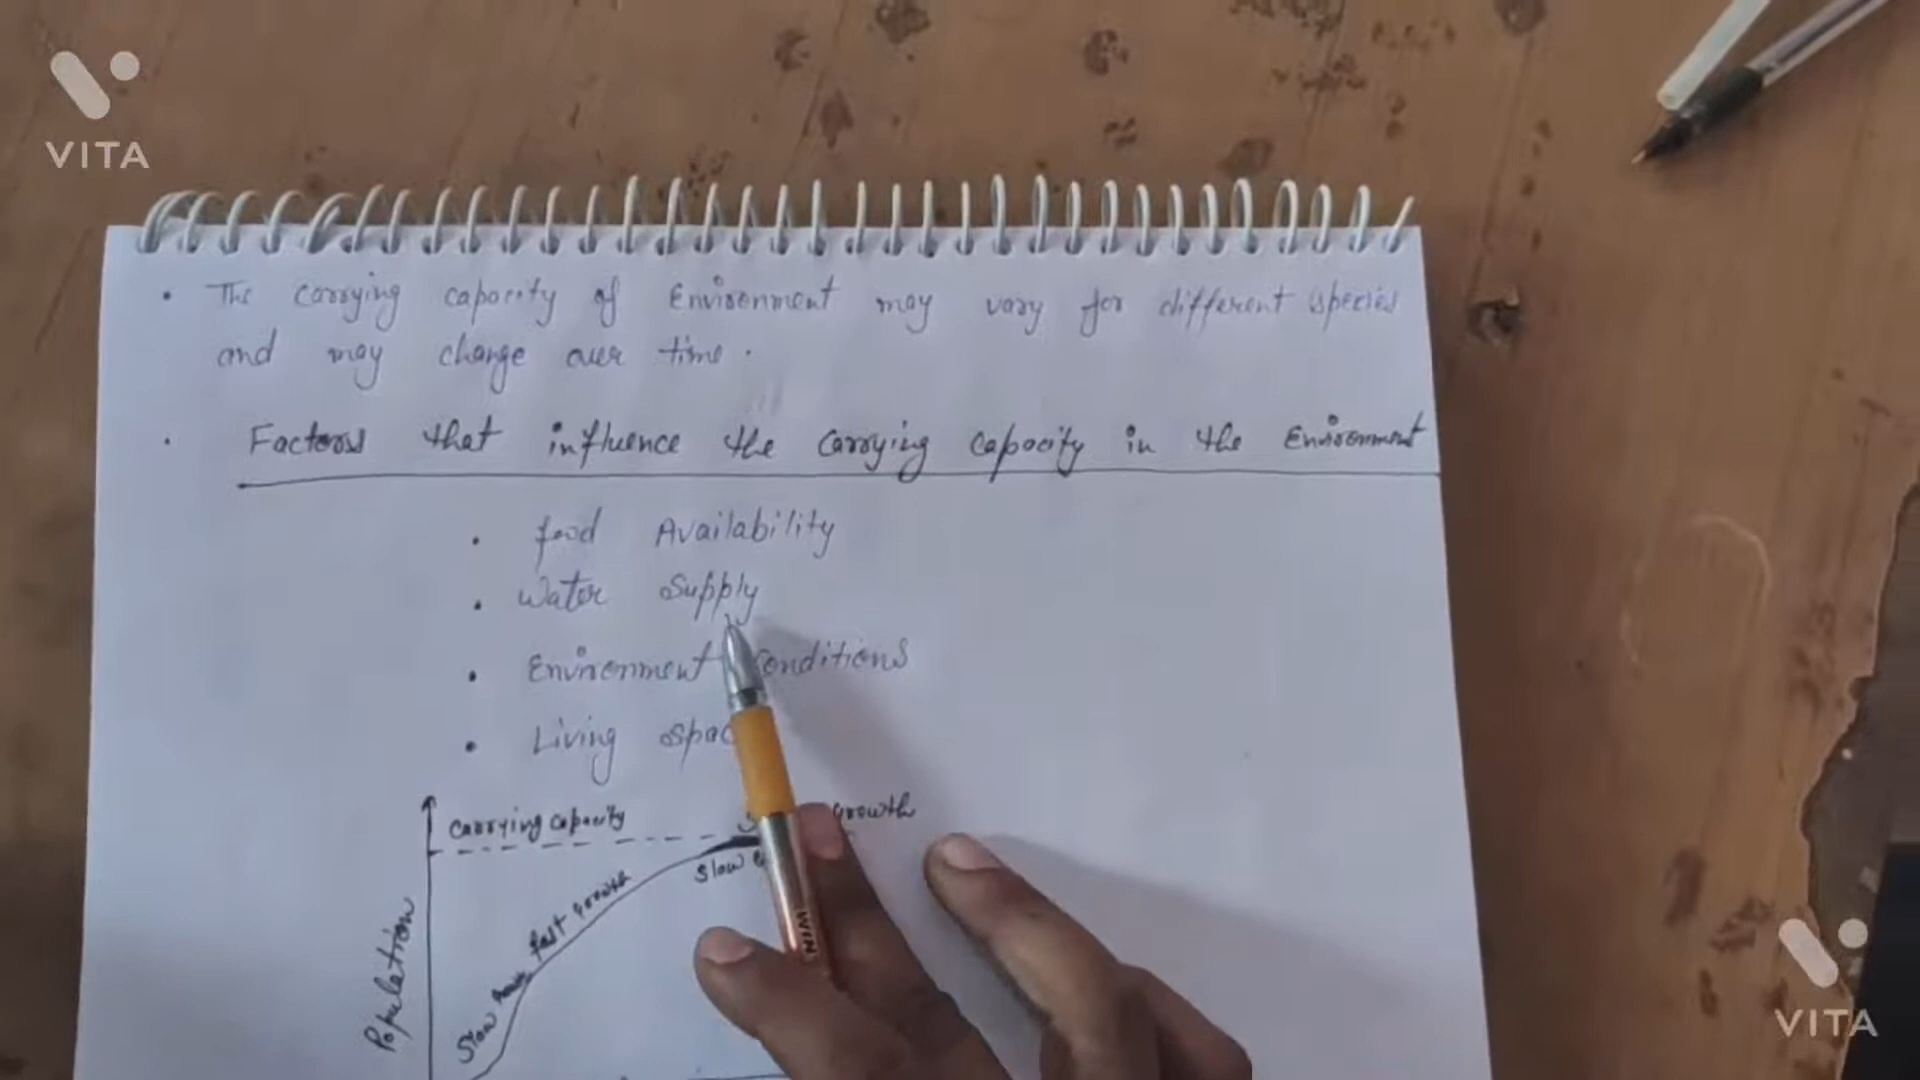 VITA
• The carrying capacity of Environment may vary for different species
and may change over time.
• Factors that influence the carrying capacity in the Environment
• food Availability
• Water Supply
• Environment Conditions
• Living
carrying capacity
growth
Slow
fast growth
Slow
Population
WIN
VITA